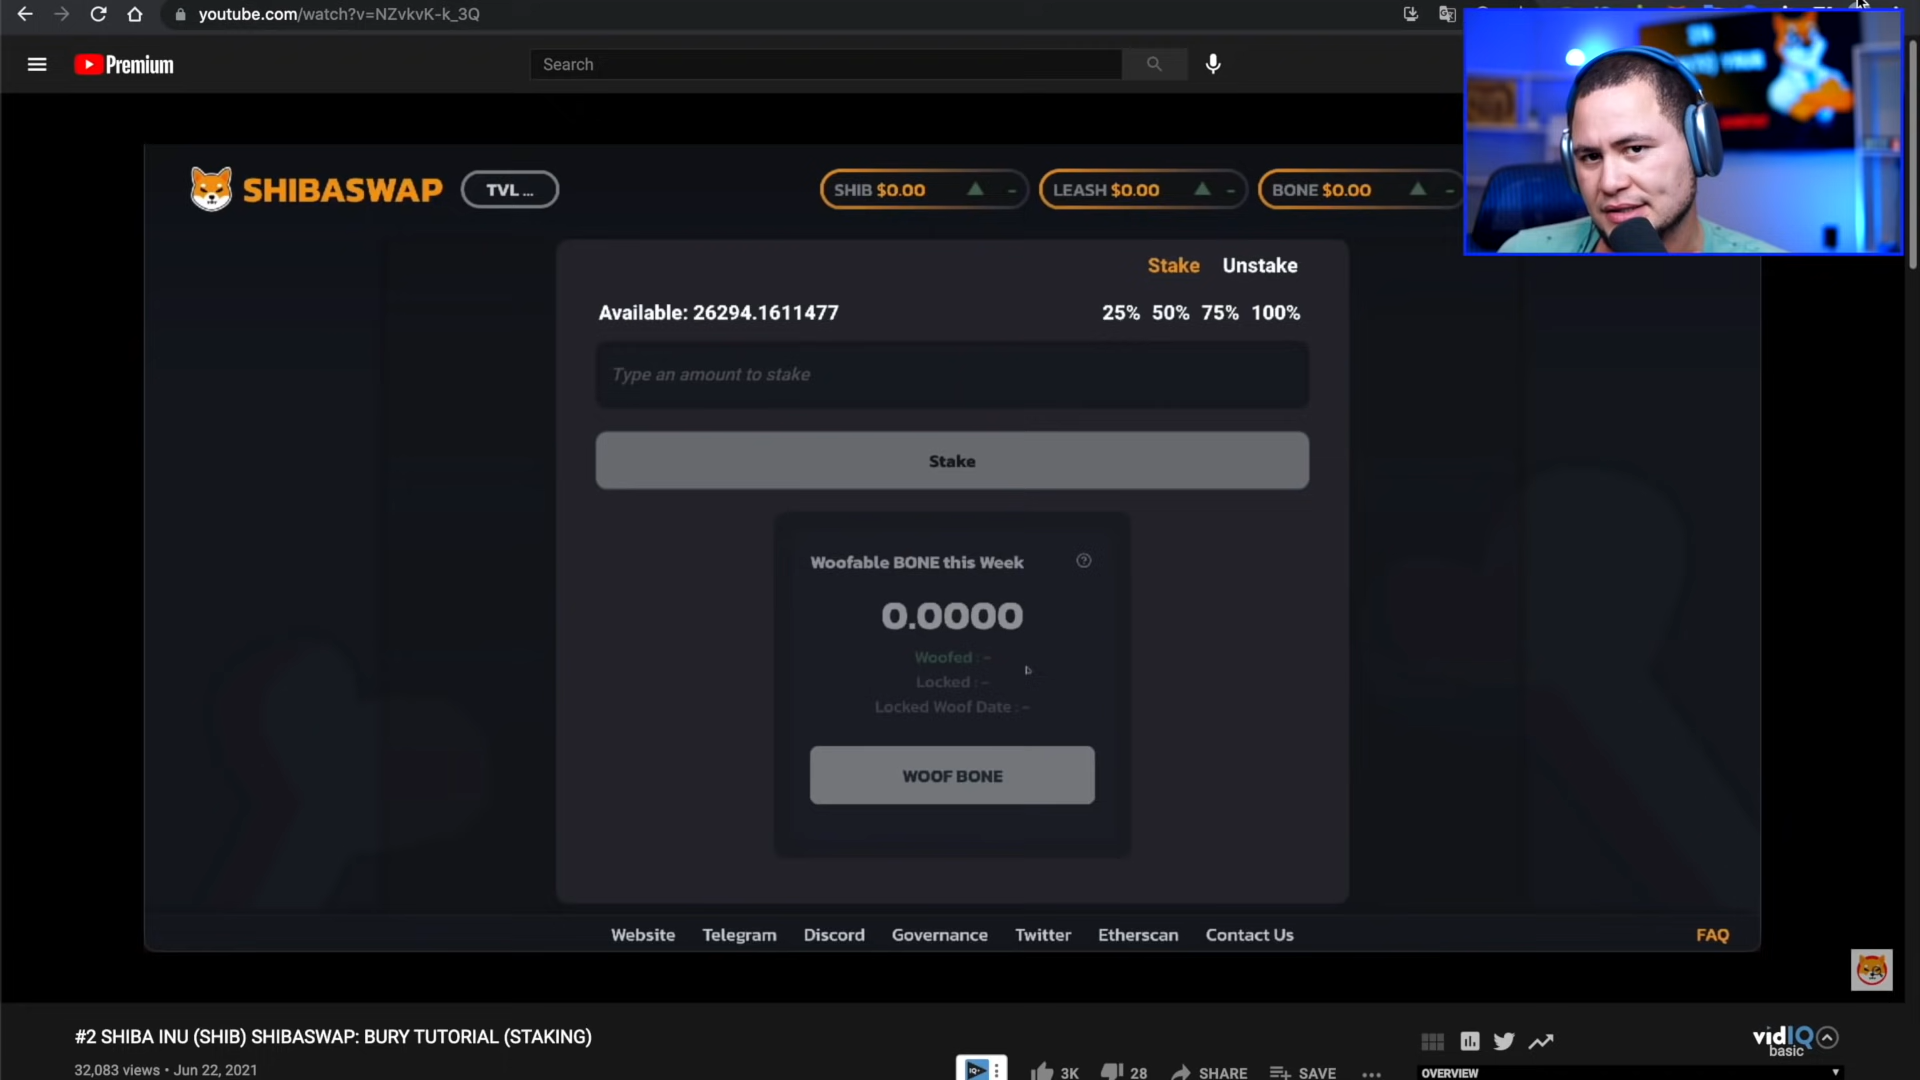 youtube.com/watch?v=NZvkvK-k_3Q
Premium
Search
SHIBASWAP
TVL ...
SHIB $0.00 -
LEASH $0.00 -
BONE $0.00 -
Stake Unstake
Available: 26294.1611477
25% 50% 75% 100%
Type an amount to stake
Stake
Woofable BONE this Week
0.0000
Woofed : -
Locked : -
Locked Woof Date : -
WOOF BONE
Website Telegram Discord Governance Twitter Etherscan Contact Us
FAQ
#2 SHIBA INU (SHIB) SHIBASWAP: BURY TUTORIAL (STAKING)
32,083 views • Jun 22, 2021
3K 28 SHARE SAVE ...
vidIQ
basic
OVERVIEW